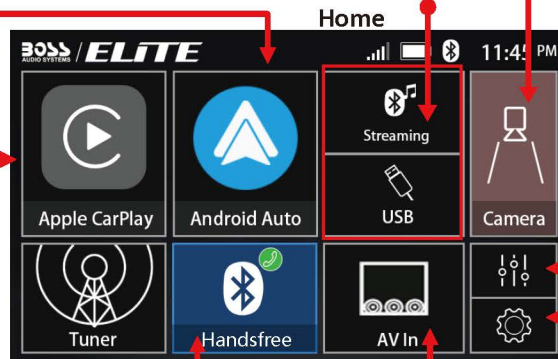 Home
BOSS / ELITE
AUDIO SYSTEMS
11:45 PM
Streaming
Apple CarPlay
Android Auto
USB
Camera
Tuner
Handsfree
AV In